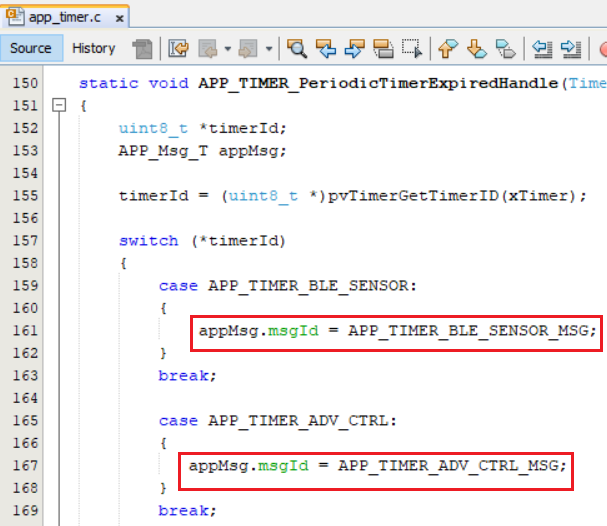 app_timer.c
Source History
150 static void APP_TIMER_PeriodicTimerExpiredHandle(Time
151 {
152 uint8_t *timerId;
153 APP_Msg_T appMsg;
154
155 timerId = (uint8_t *)pvTimerGetTimerID(xTimer);
156
157 switch (*timerId)
158 {
159 case APP_TIMER_BLE_SENSOR:
160 {
161 appMsg.msgId = APP_TIMER_BLE_SENSOR_MSG;
162 }
163 break;
164
165 case APP_TIMER_ADV_CTRL:
166 {
167 appMsg.msgId = APP_TIMER_ADV_CTRL_MSG;
168 }
169 break;